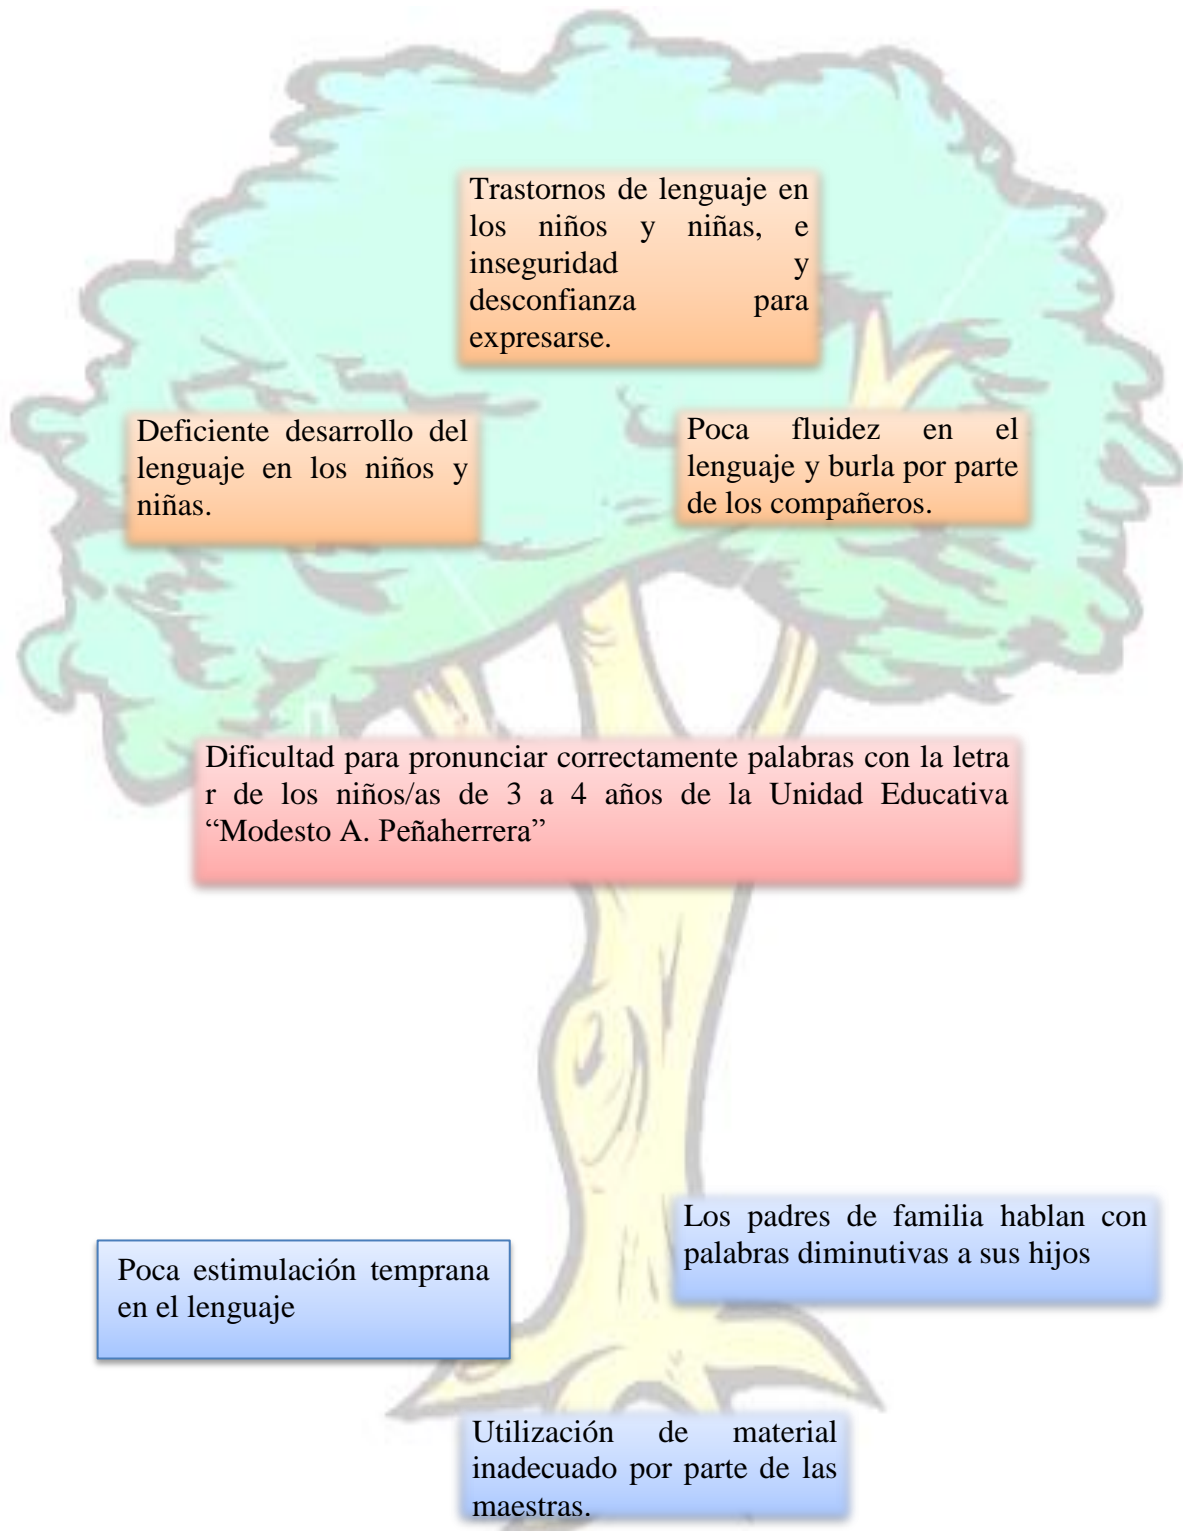 Trastornos de lenguaje en
los niños y niñas, e
inseguridad y
desconfianza para
expresarse.
Deficiente desarrollo del
lenguaje en los niños y
niñas.
Poca fluidez en el
lenguaje y burla por parte
de los compañeros.
Dificultad para pronunciar correctamente palabras con la letra
r de los niños/as de 3 a 4 años de la Unidad Educativa
“Modesto A. Peñaherrera”
Los padres de familia hablan con
palabras diminutivas a sus hijos
Poca estimulación temprana
en el lenguaje
Utilización de material
inadecuado por parte de las
maestras.